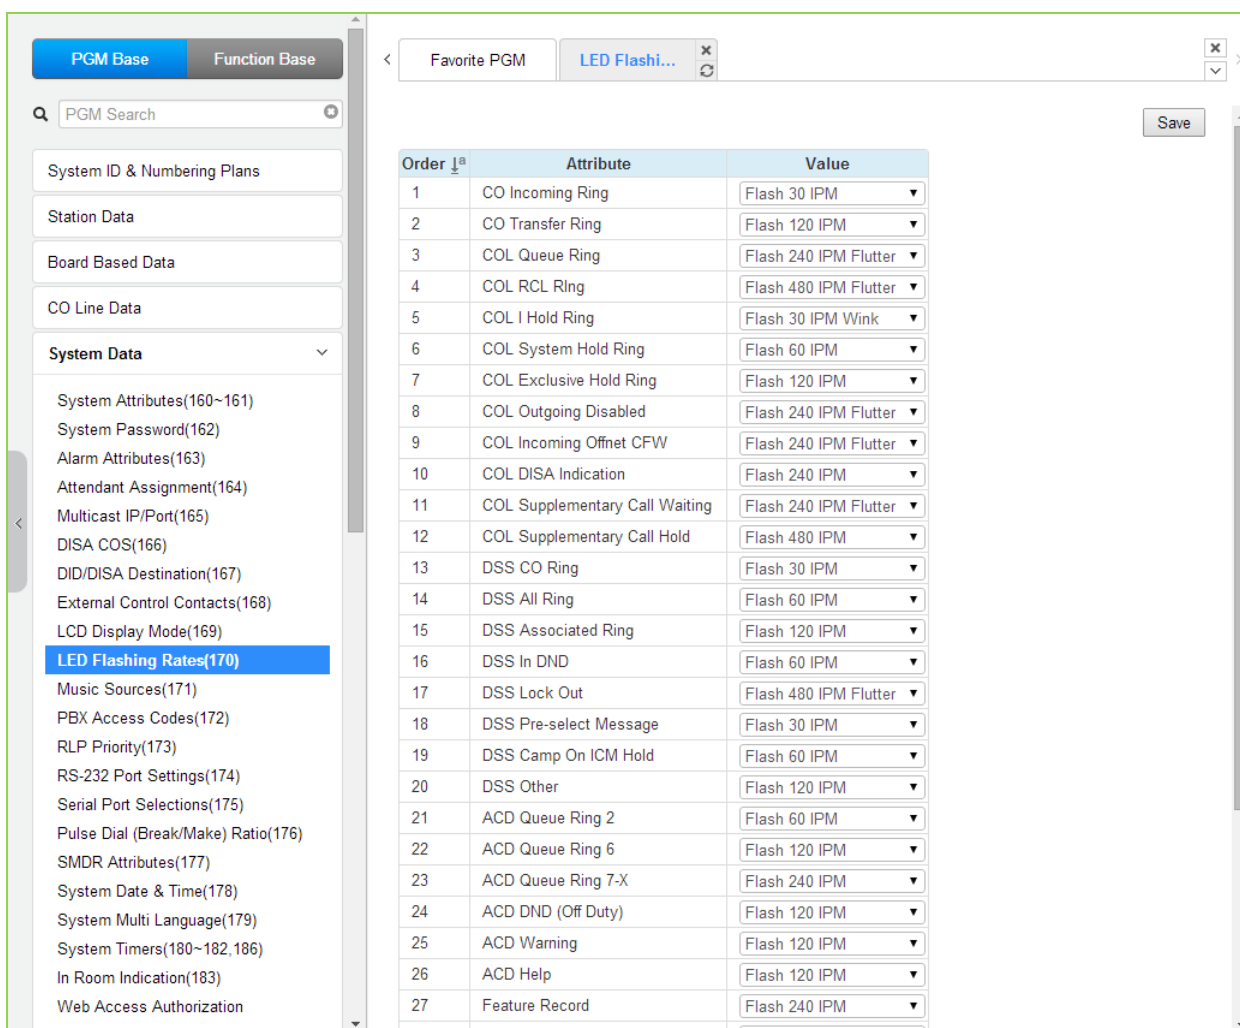 PGM Base Function Base
PGM Search
System ID & Numbering Plans
Station Data
Board Based Data
CO Line Data
System Data
System Attributes(160~161)
System Password(162)
Alarm Attributes(163)
Attendant Assignment(164)
Multicast IP/Port(165)
DISA COS(166)
DID/DISA Destination(167)
External Control Contacts(168)
LCD Display Mode(169)
LED Flashing Rates(170)
Music Sources(171)
PBX Access Codes(172)
RLP Priority(173)
RS-232 Port Settings(174)
Serial Port Selections(175)
Pulse Dial (Break/Make) Ratio(176)
SMDR Attributes(177)
System Date & Time(178)
System Multi Language(179)
System Timers(180~182,186)
In Room Indication(183)
Web Access Authorization
Favorite PGM LED Flashi...
Save
Order Attribute Value
1 CO Incoming Ring Flash 30 IPM
2 CO Transfer Ring Flash 120 IPM
3 COL Queue Ring Flash 240 IPM Flutter
4 COL RCL RIng Flash 480 IPM Flutter
5 COL I Hold Ring Flash 30 IPM Wink
6 COL System Hold Ring Flash 60 IPM
7 COL Exclusive Hold Ring Flash 120 IPM
8 COL Outgoing Disabled Flash 240 IPM Flutter
9 COL Incoming Offnet CFW Flash 240 IPM Flutter
10 COL DISA Indication Flash 240 IPM
11 COL Supplementary Call Waiting Flash 240 IPM Flutter
12 COL Supplementary Call Hold Flash 480 IPM
13 DSS CO Ring Flash 30 IPM
14 DSS All Ring Flash 60 IPM
15 DSS Associated Ring Flash 120 IPM
16 DSS In DND Flash 60 IPM
17 DSS Lock Out Flash 480 IPM Flutter
18 DSS Pre-select Message Flash 30 IPM
19 DSS Camp On ICM Hold Flash 60 IPM
20 DSS Other Flash 120 IPM
21 ACD Queue Ring 2 Flash 60 IPM
22 ACD Queue Ring 6 Flash 120 IPM
23 ACD Queue Ring 7-X Flash 240 IPM
24 ACD DND (Off Duty) Flash 120 IPM
25 ACD Warning Flash 120 IPM
26 ACD Help Flash 120 IPM
27 Feature Record Flash 240 IPM